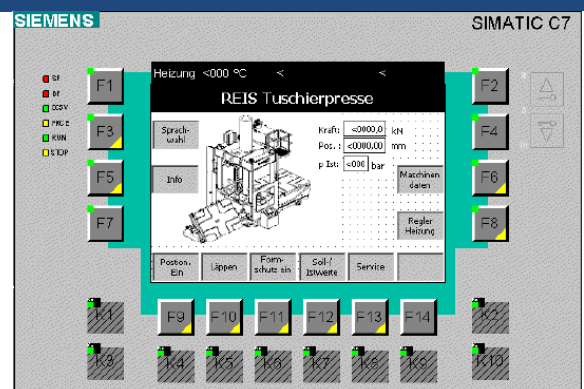 SIEMENS
SIMATIC C7
SF
DF
DC5V
FRCE
RUN
STOP
F1
F2
F3
F4
F5
F6
F7
F8
Heizung <000 °C < <
REIS Tuschierpresse
Sprach-
wahl
Info
Kraft: <0000,0 kN
Pos. : <0000,00 mm
p Ist: <000 bar
Maschinen
daren
Regler
Heizung
Postion.
Ein
Läppen
Form-
schutz ein
Soll-/
Istwerte
Service
F9
F10
F11
F12
F13
F14
K1
K2
K3
K4
K5
K6
K7
K8
K9
K10